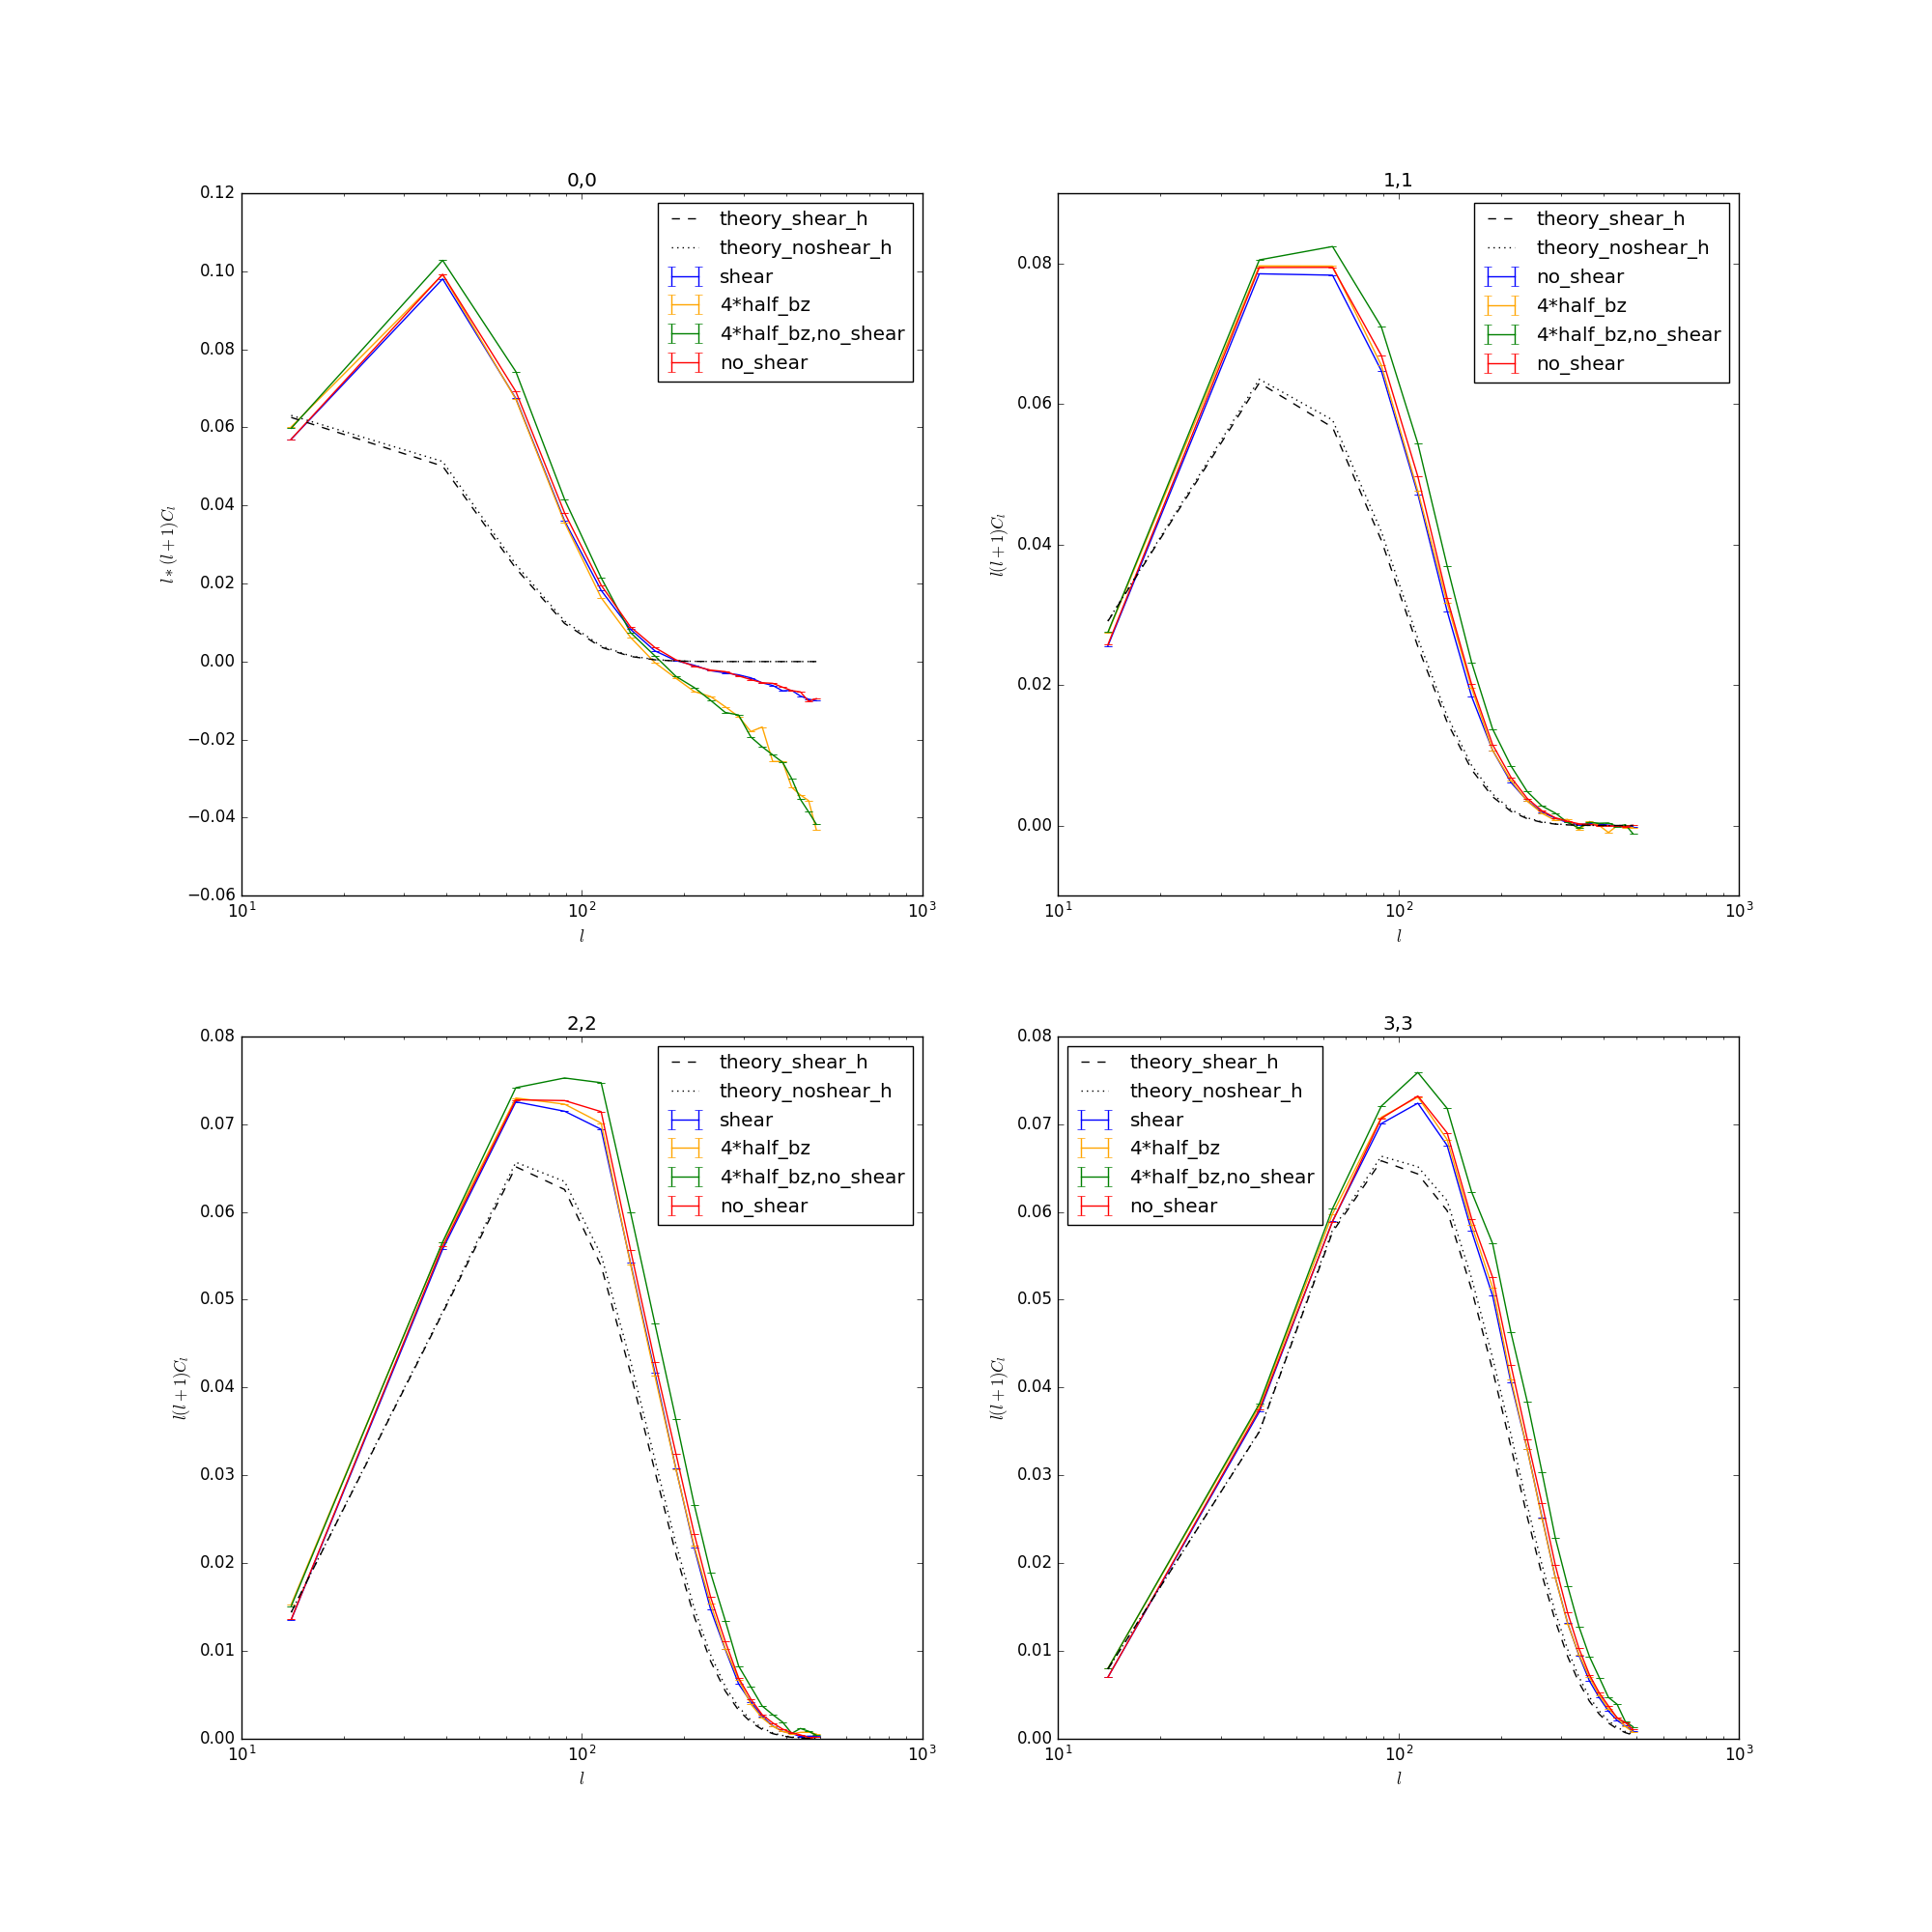 0,0
0.12
0.10
0.08
0.06
0.04
0.02
0.00
−0.02
−0.04
−0.06
10^1
10^2
10^3
l
l ∗ (l + 1)C_l
theory_shear_h
theory_noshear_h
shear
4*half_bz
4*half_bz,no_shear
no_shear
1,1
0.08
0.06
0.04
0.02
0.00
10^1
10^2
10^3
l
l(l + 1)C_l
theory_shear_h
theory_noshear_h
no_shear
4*half_bz
4*half_bz,no_shear
no_shear
2,2
0.08
0.07
0.06
0.05
0.04
0.03
0.02
0.01
0.00
10^1
10^2
10^3
l
l(l + 1)C_l
theory_shear_h
theory_noshear_h
shear
4*half_bz
4*half_bz,no_shear
no_shear
3,3
0.08
0.07
0.06
0.05
0.04
0.03
0.02
0.01
0.00
10^1
10^2
10^3
l
l(l + 1)C_l
theory_shear_h
theory_noshear_h
shear
4*half_bz
4*half_bz,no_shear
no_shear